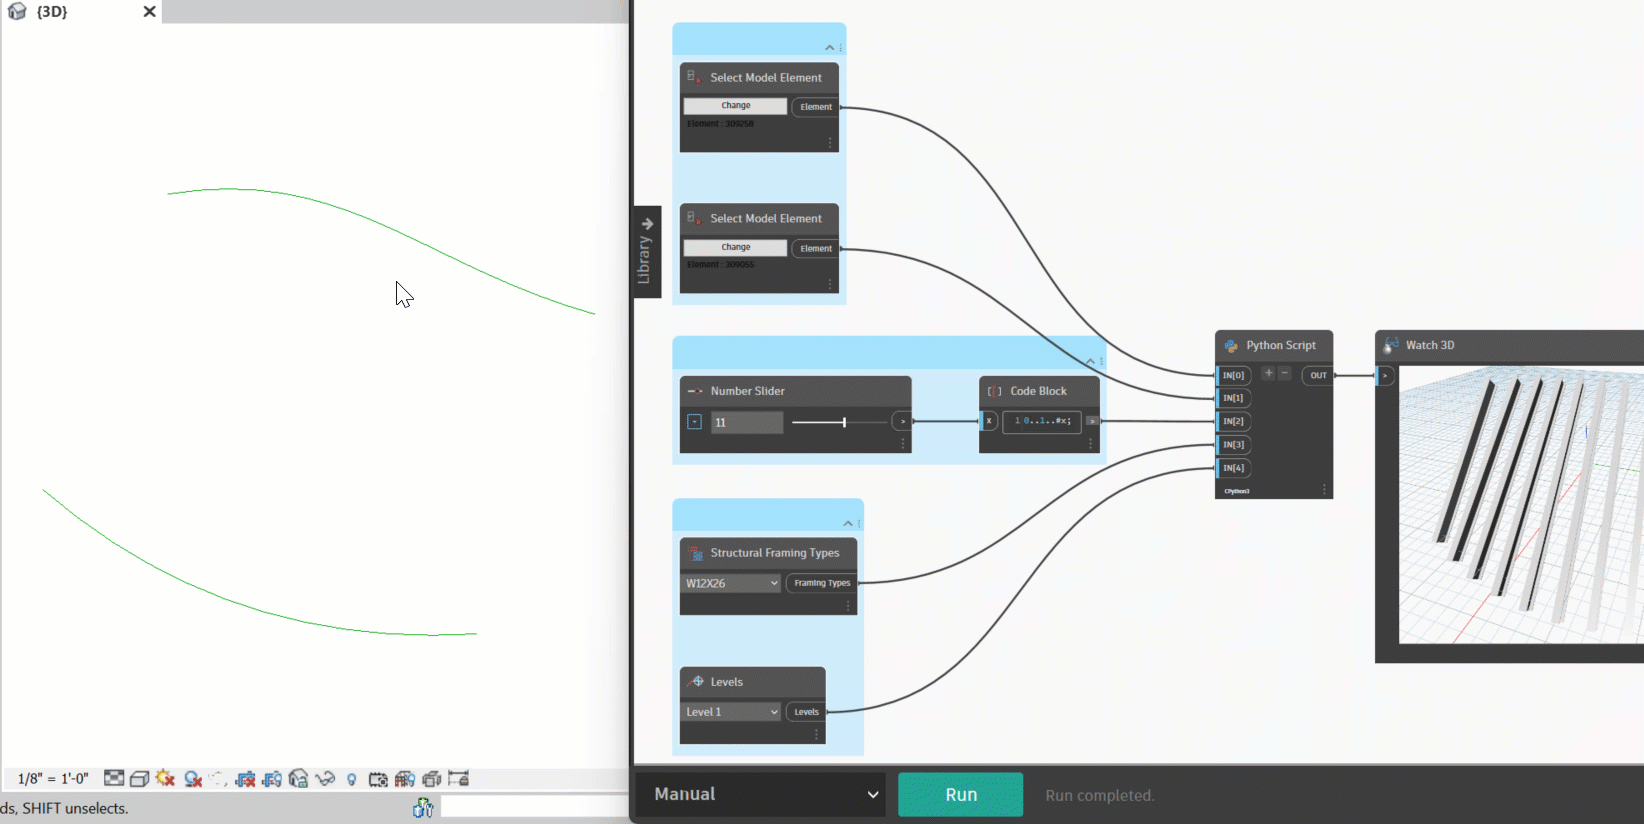 {3D}
Select Model Element
Change
Element
Element : 309258
Select Model Element
Change
Element
Element : 309055
Library
Number Slider
11
>
Code Block
x
1 0..1..#x;
>
Python Script
IN[0]
+ −
OUT
IN[1]
IN[2]
IN[3]
IN[4]
CPython3
Watch 3D
>
Structural Framing Types
W12X26
Framing Types
Levels
Level 1
Levels
1/8" = 1'-0"
ds, SHIFT unselects.
Manual
Run
Run completed.